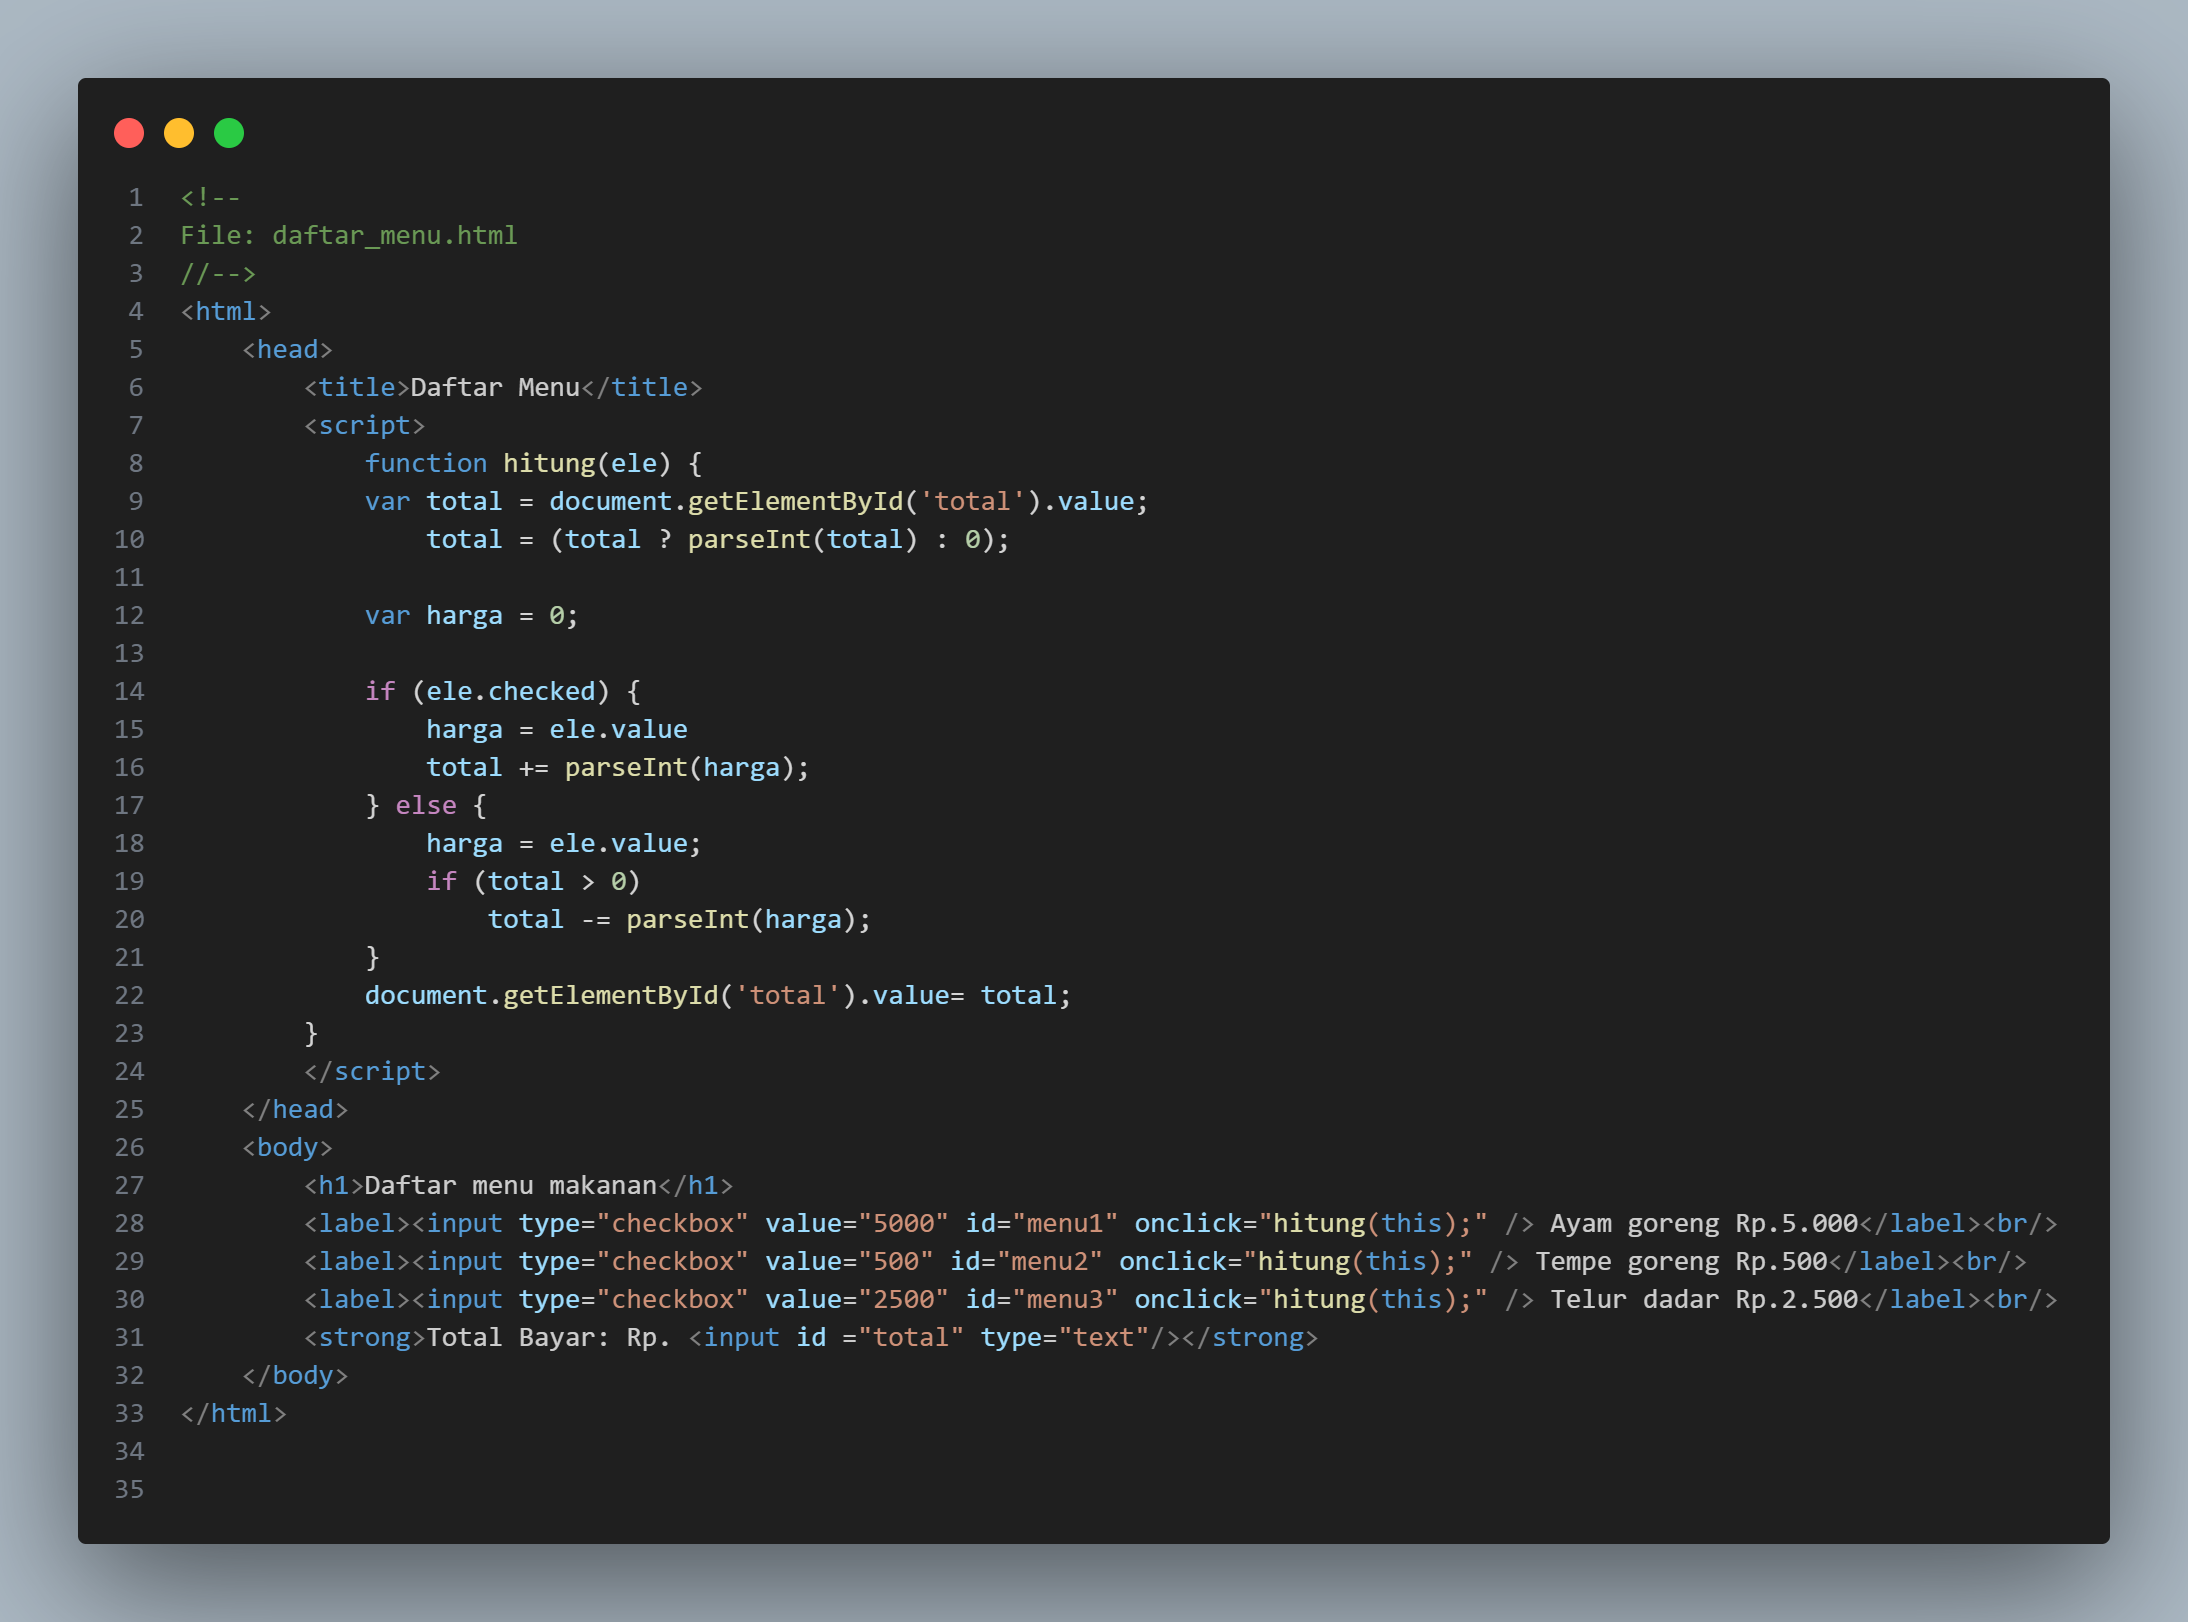 1 <!--
2 File: daftar_menu.html
3 //-->
4 <html>
5     <head>
6         <title>Daftar Menu</title>
7         <script>
8             function hitung(ele) {
9             var total = document.getElementById('total').value;
10                 total = (total ? parseInt(total) : 0);
11
12             var harga = 0;
13
14             if (ele.checked) {
15                 harga = ele.value
16                 total += parseInt(harga);
17             } else {
18                 harga = ele.value;
19                 if (total > 0)
20                     total -= parseInt(harga);
21             }
22             document.getElementById('total').value= total;
23         }
24         </script>
25     </head>
26     <body>
27         <h1>Daftar menu makanan</h1>
28         <label><input type="checkbox" value="5000" id="menu1" onclick="hitung(this);" /> Ayam goreng Rp.5.000</label><br/>
29         <label><input type="checkbox" value="500" id="menu2" onclick="hitung(this);" /> Tempe goreng Rp.500</label><br/>
30         <label><input type="checkbox" value="2500" id="menu3" onclick="hitung(this);" /> Telur dadar Rp.2.500</label><br/>
31         <strong>Total Bayar: Rp. <input id ="total" type="text"/></strong>
32     </body>
33 </html>
34
35